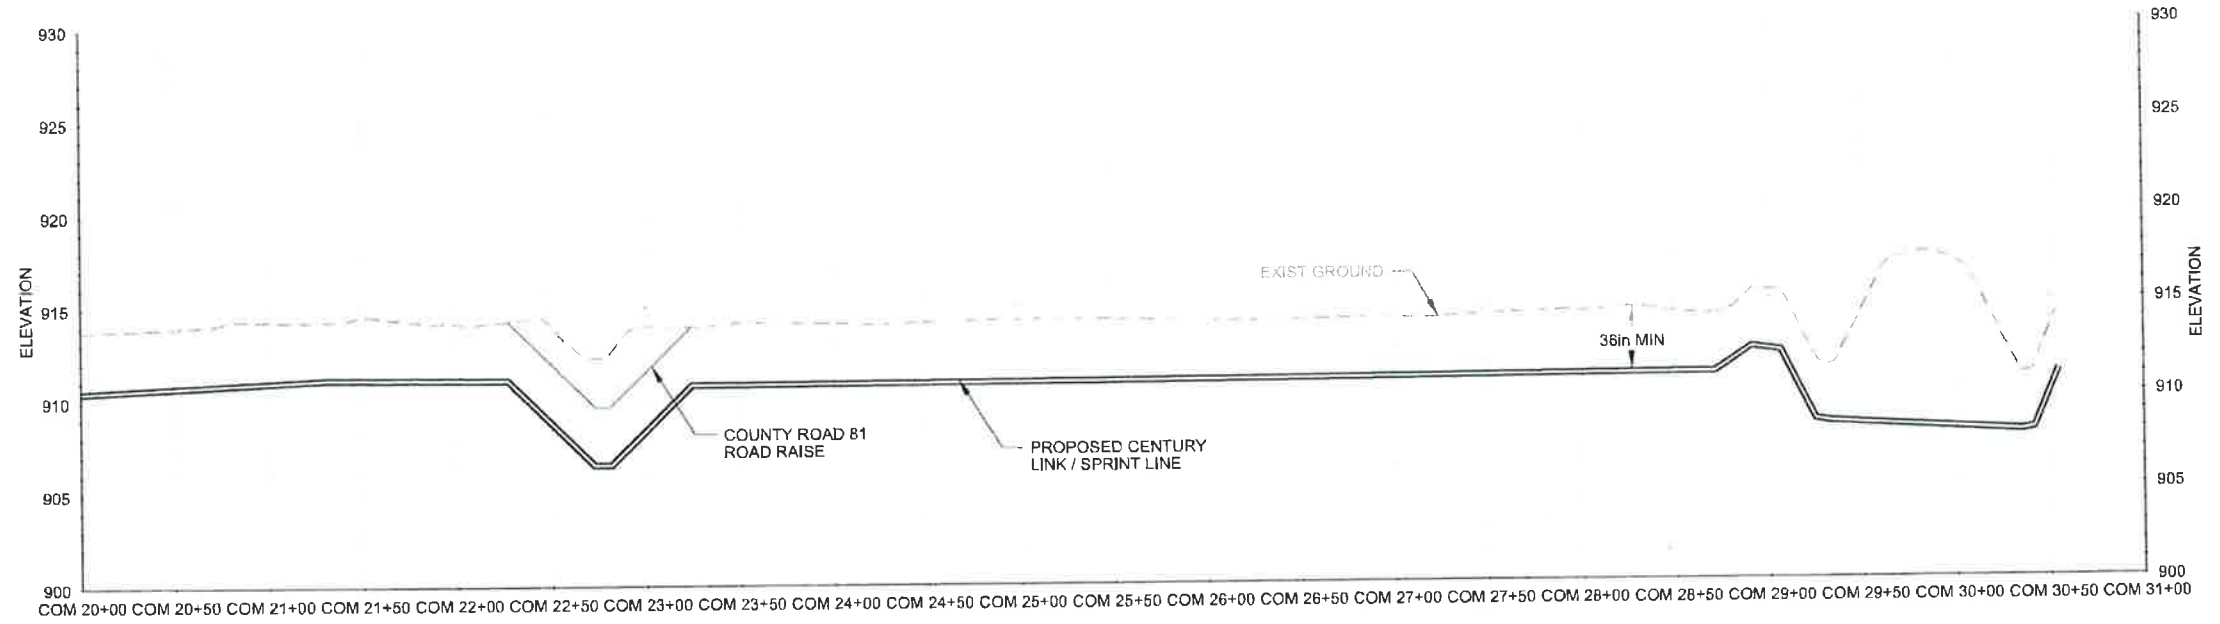 930
925
920
915
910
905
900
ELEVATION
EXIST GROUND
36in MIN
COUNTY ROAD 81
ROAD RAISE
PROPOSED CENTURY
LINK / SPRINT LINE
930
925
920
915
910
905
900
ELEVATION
COM 20+00 COM 20+50 COM 21+00 COM 21+50 COM 22+00 COM 22+50 COM 23+00 COM 23+50 COM 24+00 COM 24+50 COM 25+00 COM 25+50 COM 26+00 COM 26+50 COM 27+00 COM 27+50 COM 28+00 COM 28+50 COM 29+00 COM 29+50 COM 30+00 COM 30+50 COM 31+00